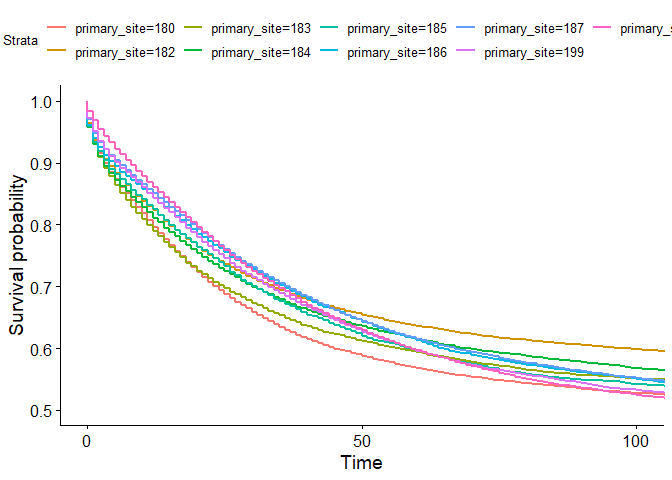 Strata
primary_site=180 primary_site=183 primary_site=185 primary_site=187
primary_site=182 primary_site=184 primary_site=186 primary_site=199
1.0
0.9
0.8
0.7
0.6
0.5
Survival probability
0 50 100
Time